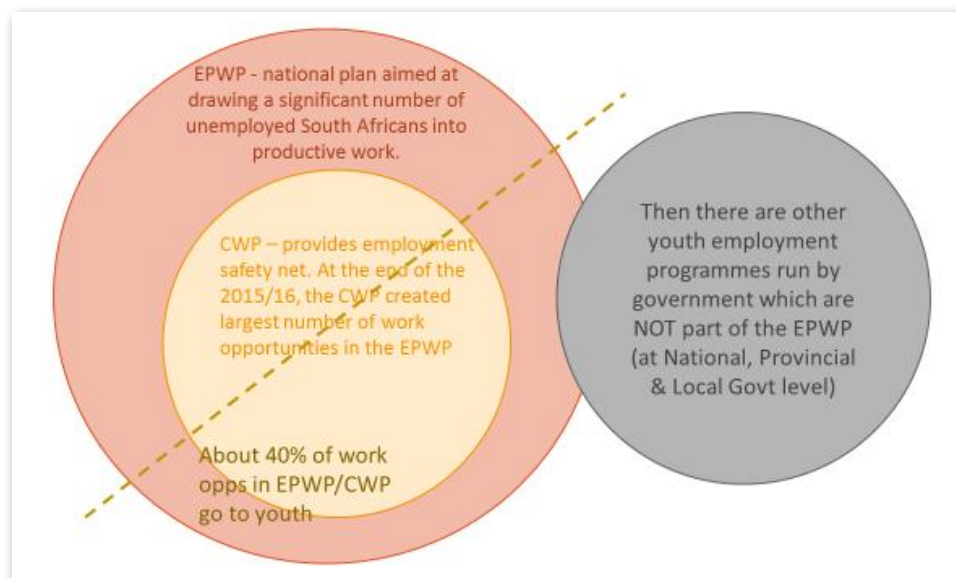 EPWP - national plan aimed at
drawing a significant number of
unemployed South Africans into
productive work.
CWP – provides employment
safety net. At the end of the
2015/16, the CWP created
largest number of work
opportunities in the EPWP
About 40% of work
opps in EPWP/CWP
go to youth
Then there are other
youth employment
programmes run by
government which are
NOT part of the EPWP
(at National, Provincial
& Local Govt level)